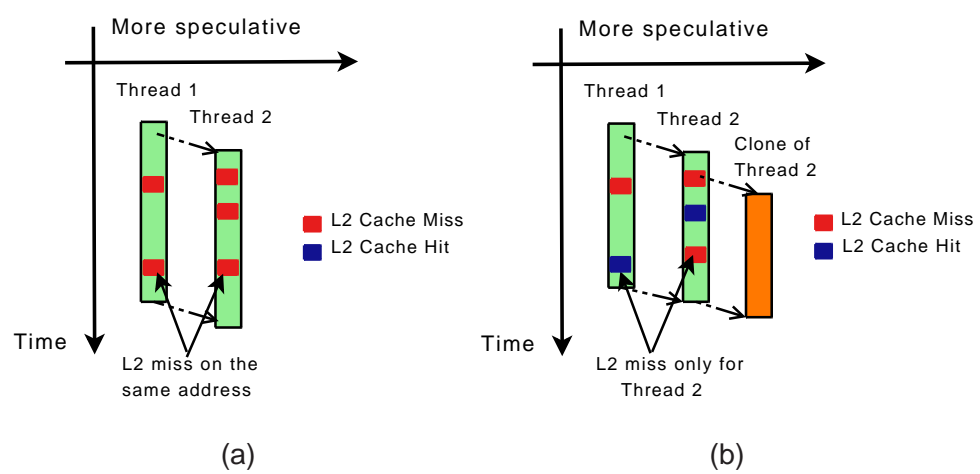 More speculative
Thread 1
Thread 2
L2 Cache Miss
L2 Cache Hit
Time
L2 miss on the
same address
(a)
More speculative
Thread 1
Thread 2
Clone of
Thread 2
L2 Cache Miss
L2 Cache Hit
Time
L2 miss only for
Thread 2
(b)